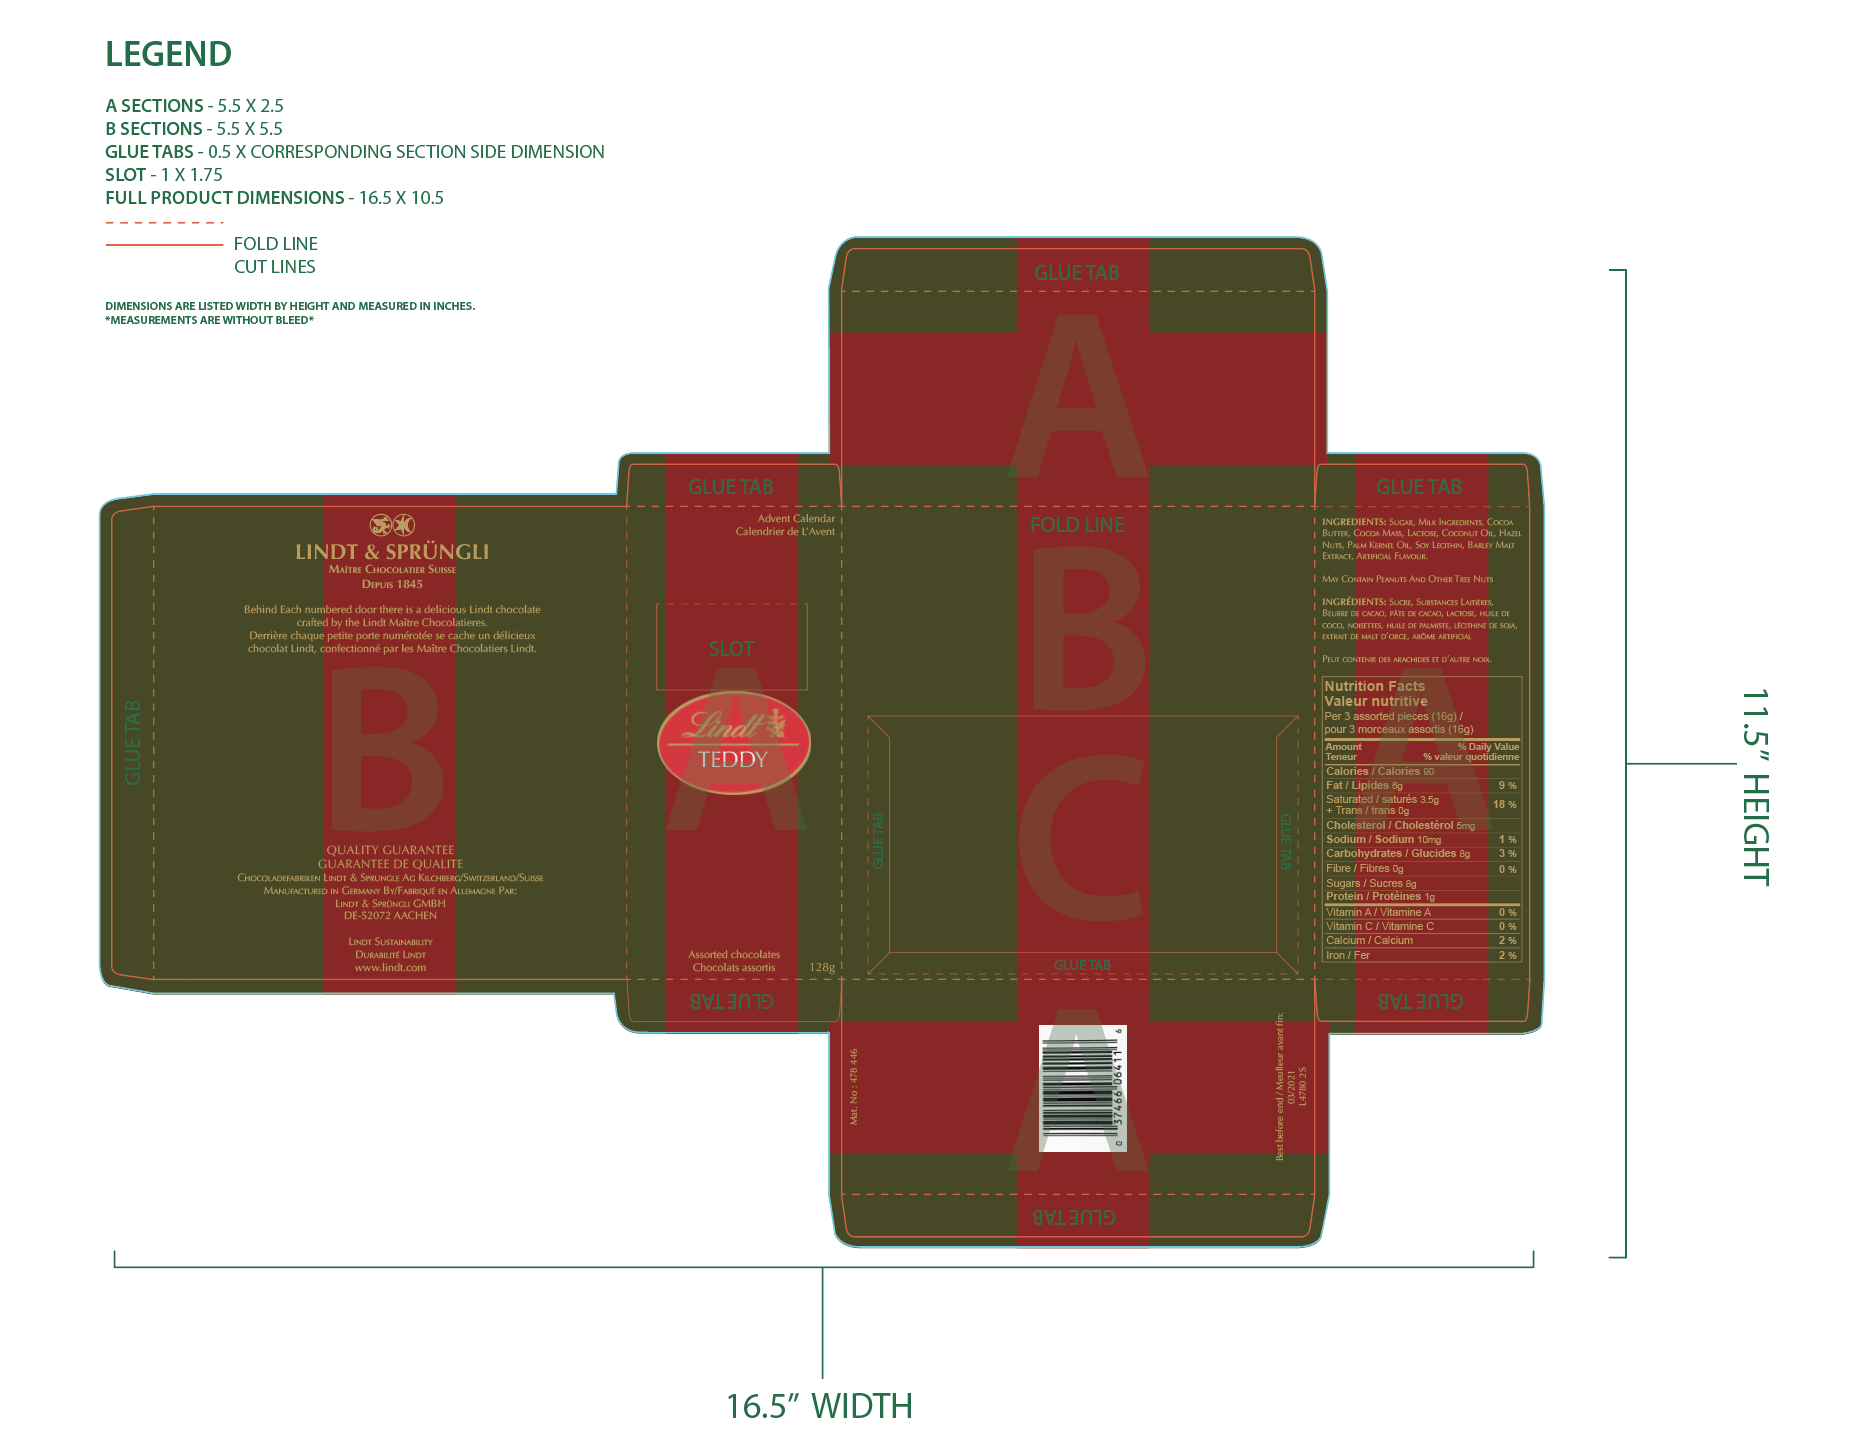 LEGEND
A SECTIONS - 5.5 X 2.5
B SECTIONS - 5.5 X 5.5
GLUE TABS - 0.5 X CORRESPONDING SECTION SIDE DIMENSION
SLOT - 1 X 1.75
FULL PRODUCT DIMENSIONS - 16.5 X 10.5
FOLD LINE
CUT LINES
DIMENSIONS ARE LISTED WIDTH BY HEIGHT AND MEASURED IN INCHES.
*MEASUREMENTS ARE WITHOUT BLEED*
GLUE TAB
A
GLUE TAB
LINDT & SPRÜNGLI
Maître Chocolatier Suisse
Depuis 1845
Behind Each numbered door there is a delicious Lindt chocolate
crafted by the Lindt Maître Chocolatieres.
Derrière chaque petite porte numérotée se cache un délicieux
chocolat Lindt, confectionné par les Maître Chocolatiers Lindt.
B
QUALITY GUARANTEE
GUARANTEE DE QUALITE
Chocoladefabriken Lindt & Sprungle Ag Kilchberg/Switzerland/Suisse
Manufactured in Germany By/Fabriqué en Allemagne Par:
Lindt & Sprüngli GMBH
DE-52072 AACHEN
Lindt Sustainability
Durabilité Lindt
www.lindt.com
GLUE TAB
Advent Calendar
Calendrier de L'Avent
SLOT
A
Lindt
TEDDY
Assorted chocolates
Chocolats assortis
128g
GLUE TAB
FOLD LINE
B
C
GLUE TAB
GLUE TAB
GLUE TAB
GLUE TAB
INGREDIENTS: Sugar, Milk Ingredients, Cocoa
Butter, Cocoa Mass, Lactose, Coconut Oil, Hazel
Nuts, Palm Kernel Oil, Soy Lecithin, Barley Malt
Extract, Artificial Flavour.
May Contain Peanuts And Other Tree Nuts
INGRÉDIENTS: Sucre, Substances Laitières,
Beurre de cacao, pâte de cacao, lactose, huile de
coco, noisettes, huile de palmiste, lécithine de soja,
extrait de malt d'orge, arôme artificial
Peut contenir des arachides et d'autre noix.
A
Nutrition Facts
Valeur nutritive
Per 3 assorted pieces (16g) /
pour 3 morceaux assortis (16g)
Amount % Daily Value
Teneur % valeur quotidienne
Calories / Calories 90
Fat / Lipides 6g 9 %
Saturated / saturés 3.5g
+ Trans / trans 0g 18 %
Cholesterol / Cholestérol 5mg
Sodium / Sodium 10mg 1 %
Carbohydrates / Glucides 8g 3 %
Fibre / Fibres 0g 0 %
Sugars / Sucres 8g
Protein / Protéines 1g
Vitamin A / Vitamine A 0 %
Vitamin C / Vitamine C 0 %
Calcium / Calcium 2 %
Iron / Fer 2 %
GLUE TAB
Mat. No : 478 446
A
0 37466 06411 6
Best before end / Meulleur avant fin:
03/2021
L4780 2S
GLUE TAB
11.5” HEIGHT
16.5” WIDTH